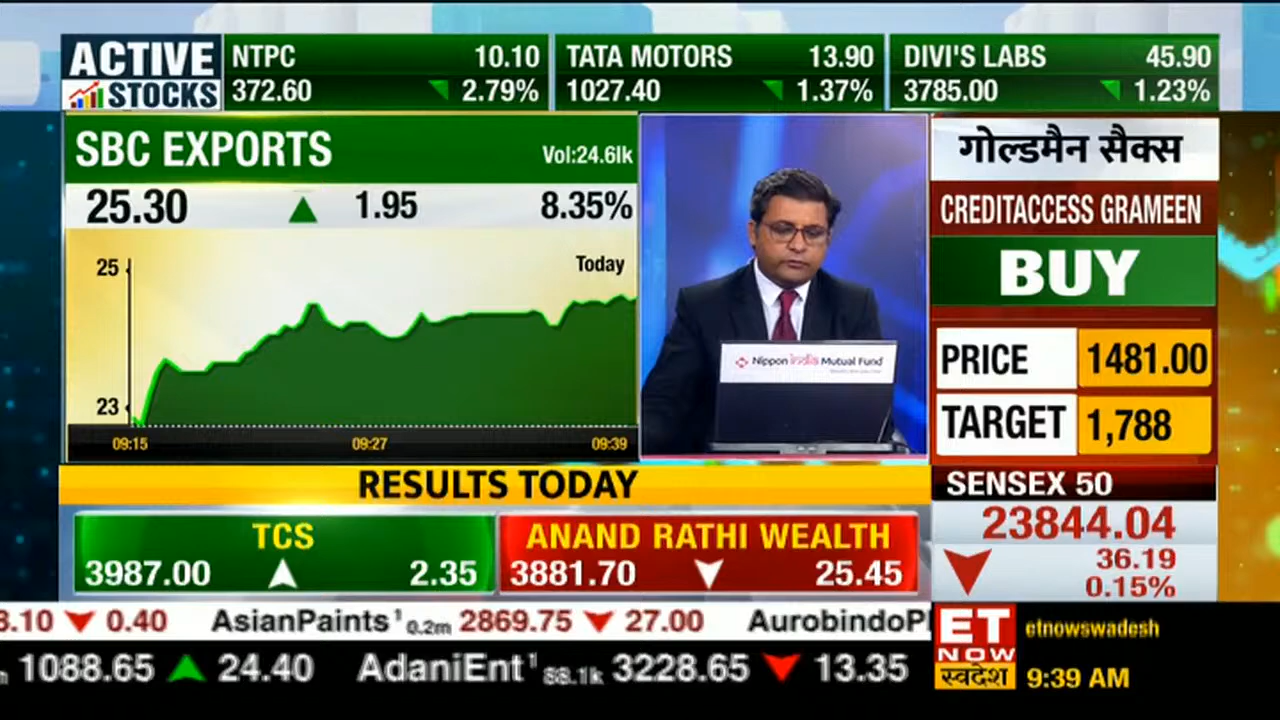 ACTIVE
STOCKS
NTPC 10.10
372.60 2.79%
TATA MOTORS 13.90
1027.40 1.37%
DIVI'S LABS 45.90
3785.00 1.23%
SBC EXPORTS Vol:24.6lk
25.30 1.95 8.35%
25 Today
23
09:15 09:27 09:39
Nippon india Mutual Fund
गोल्डमैन सैक्स
CREDITACCESS GRAMEEN
BUY
PRICE 1481.00
TARGET 1,788
RESULTS TODAY
TCS
3987.00 2.35
ANAND RATHI WEALTH
3881.70 25.45
SENSEX 50
23844.04
36.19
0.15%
3.10 0.40 AsianPaints¹ 0.2m 2869.75 27.00 AurobindoP
1088.65 24.40 AdaniEnt¹ 88.1k 3228.65 13.35
ET
NOW
स्वदेश
etnowswadesh
9:39 AM